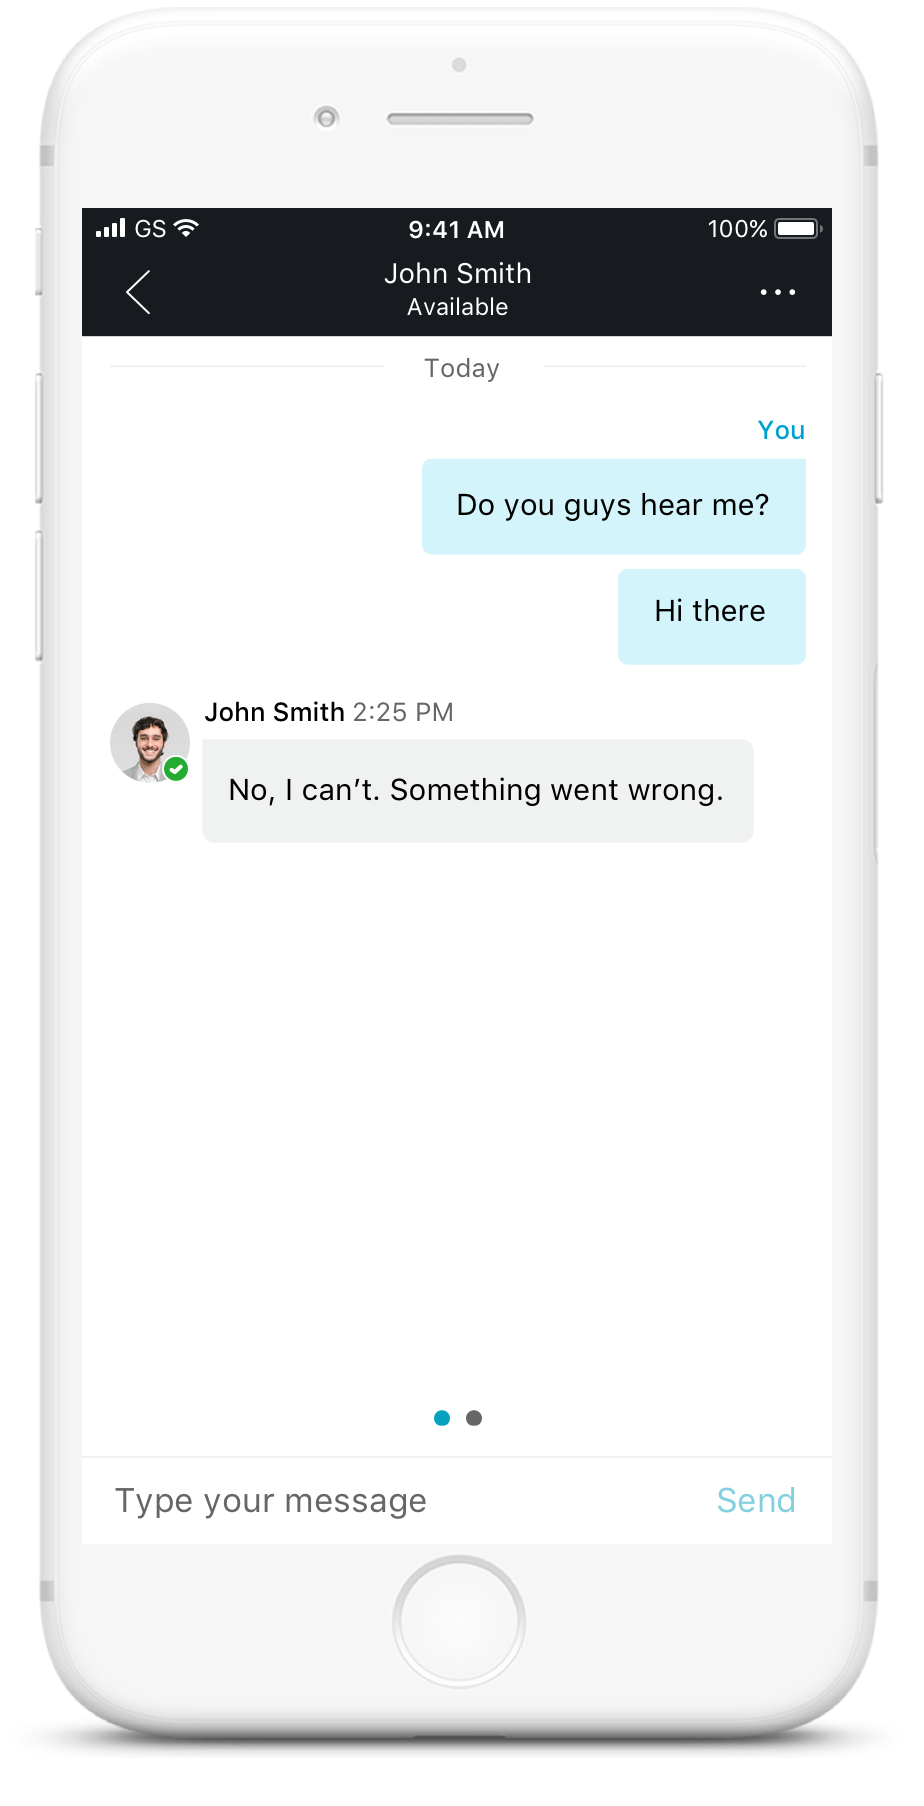 GS 9:41 AM 100%
John Smith
Available
Today
You
Do you guys hear me?
Hi there
John Smith 2:25 PM
No, I can’t. Something went wrong.
Type your message Send